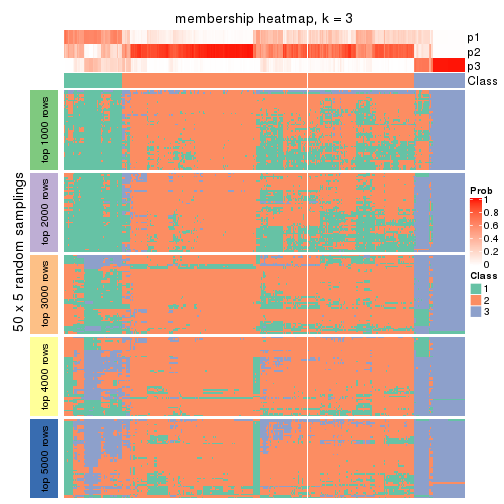 membership heatmap, k = 3
p1
p2
p3
Class
50 x 5 random samplings
top 1000 rows
top 2000 rows
top 3000 rows
top 4000 rows
top 5000 rows
Prob
1
0.8
0.6
0.4
0.2
0
Class
1
2
3